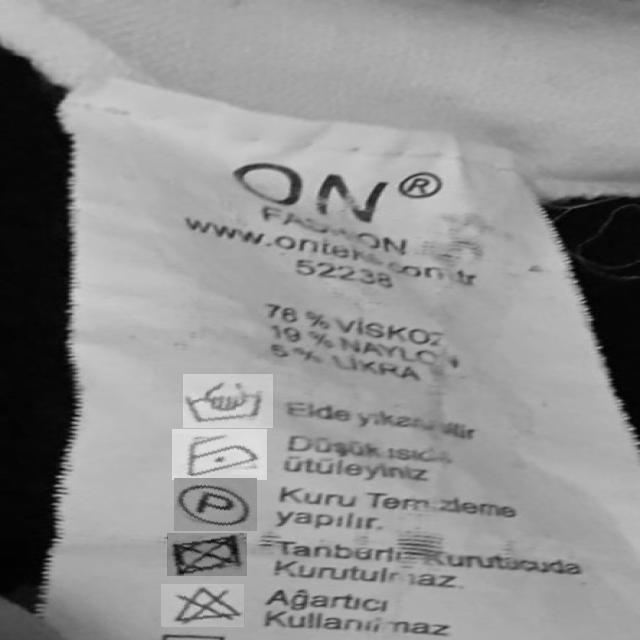 ON®
FASHION
www.onteks.com.tr
52238
76 % VİSKOZ
19 % NAYLON
5 % LİKRA
Elde yıkanabilir
Düşük ısıda
ütüleyiniz
P
Kuru Temizleme
yapılır.
Tanburlu Kurutucuda
Kurutulmaz.
Ağartıcı
Kullanılmaz